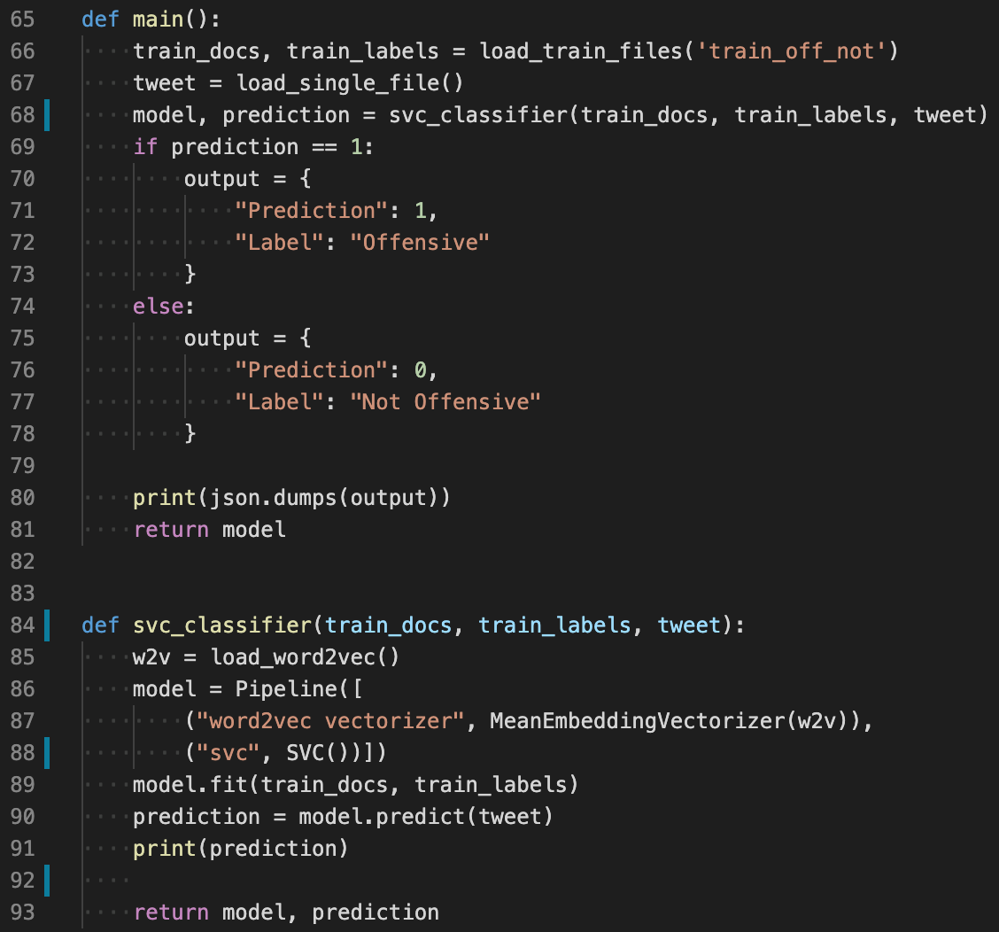 65 def main():
66     train_docs, train_labels = load_train_files('train_off_not')
67     tweet = load_single_file()
68     model, prediction = svc_classifier(train_docs, train_labels, tweet)
69     if prediction == 1:
70         output = {
71             "Prediction": 1,
72             "Label": "Offensive"
73         }
74     else:
75         output = {
76             "Prediction": 0,
77             "Label": "Not Offensive"
78         }
79
80     print(json.dumps(output))
81     return model
82
83
84 def svc_classifier(train_docs, train_labels, tweet):
85     w2v = load_word2vec()
86     model = Pipeline([
87         ("word2vec vectorizer", MeanEmbeddingVectorizer(w2v)),
88         ("svc", SVC())])
89     model.fit(train_docs, train_labels)
90     prediction = model.predict(tweet)
91     print(prediction)
92
93     return model, prediction